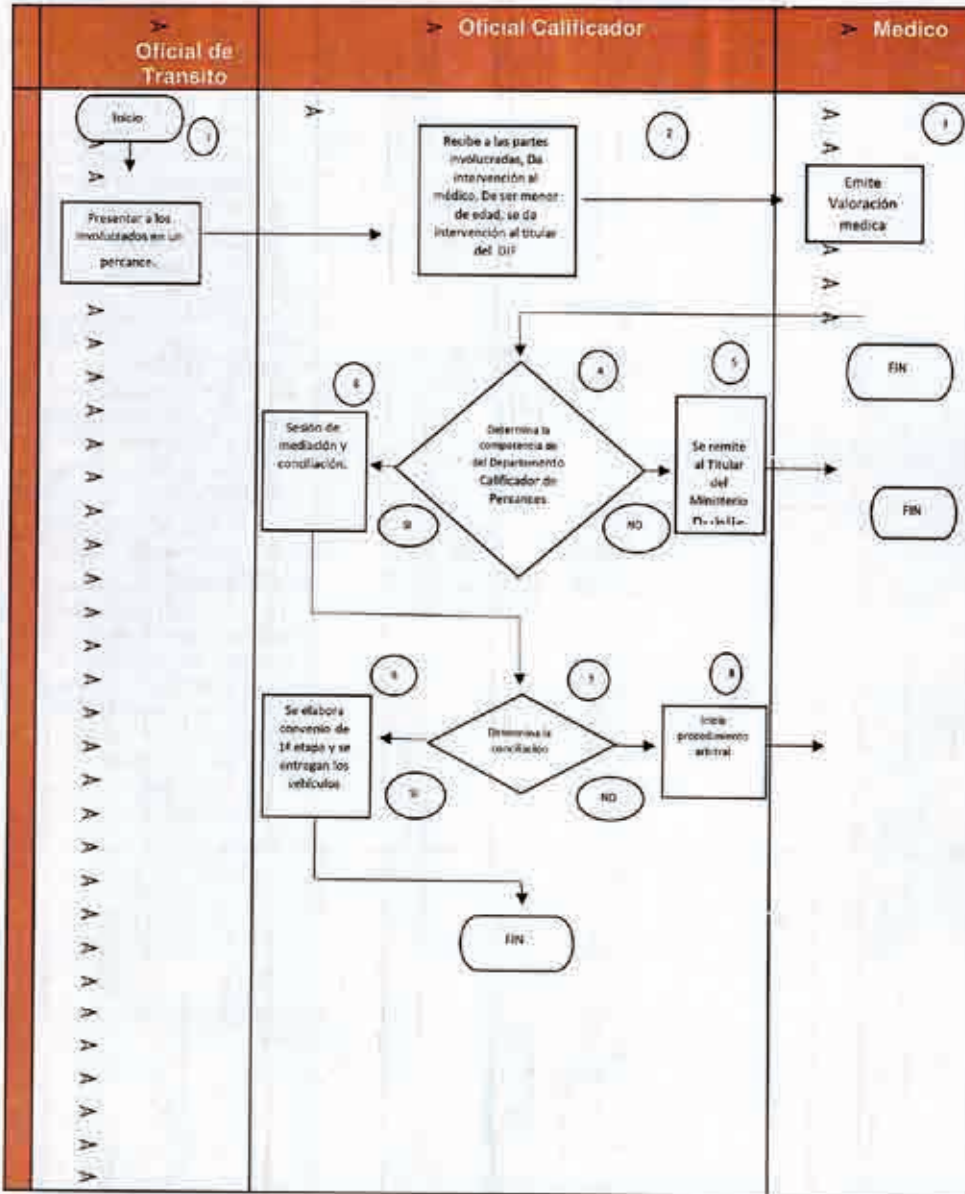 ➢
Oficial de
Transito
➢ Oficial Calificador
➢ Medico
Inicio
1
Presentar a los
involucrados en un
percance.
2
Recibe a las partes
involucradas, Da
intervención al
médico, De ser menor
de edad, se da
intervención al titular
del DIF
3
Emite
Valoración
medica
4
Determina la
competencia de
del Departamento
Calificador de
Percances
SI
NO
5
Se remite
al Titular
del
Ministerio
FIN
FIN
6
Sesión de
mediación y
conciliación.
Determina la
conciliación
SI
NO
8
Inicia
procedimiento
arbitral
Se elabora
convenio de
1ª etapa y se
entregan los
vehículos
FIN